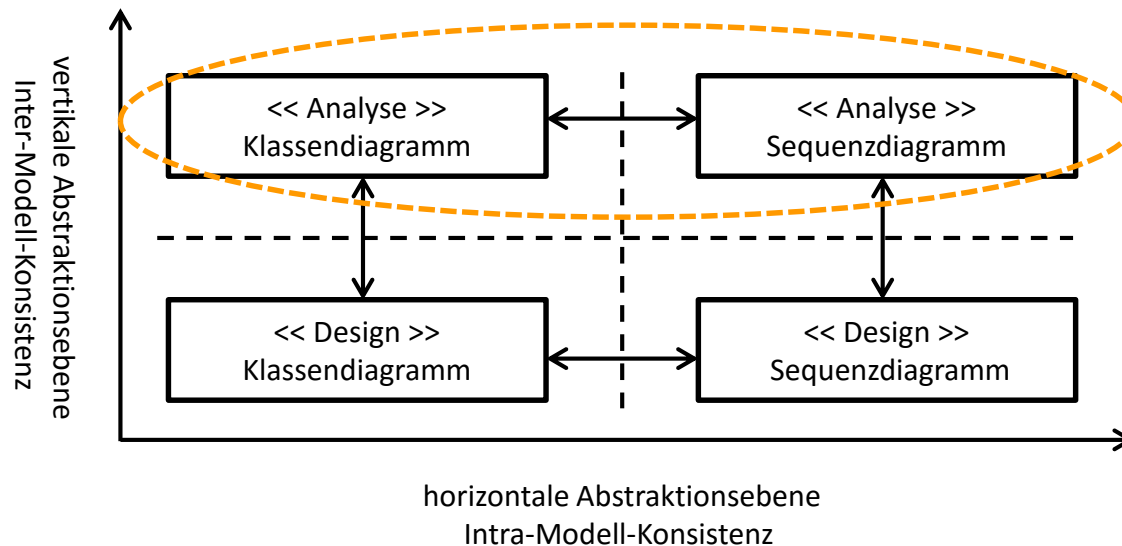 vertikale Abstraktionsebene
Inter-Modell-Konsistenz
<< Analyse >>
Klassendiagramm
<< Analyse >>
Sequenzdiagramm
<< Design >>
Klassendiagramm
<< Design >>
Sequenzdiagramm
horizontale Abstraktionsebene
Intra-Modell-Konsistenz